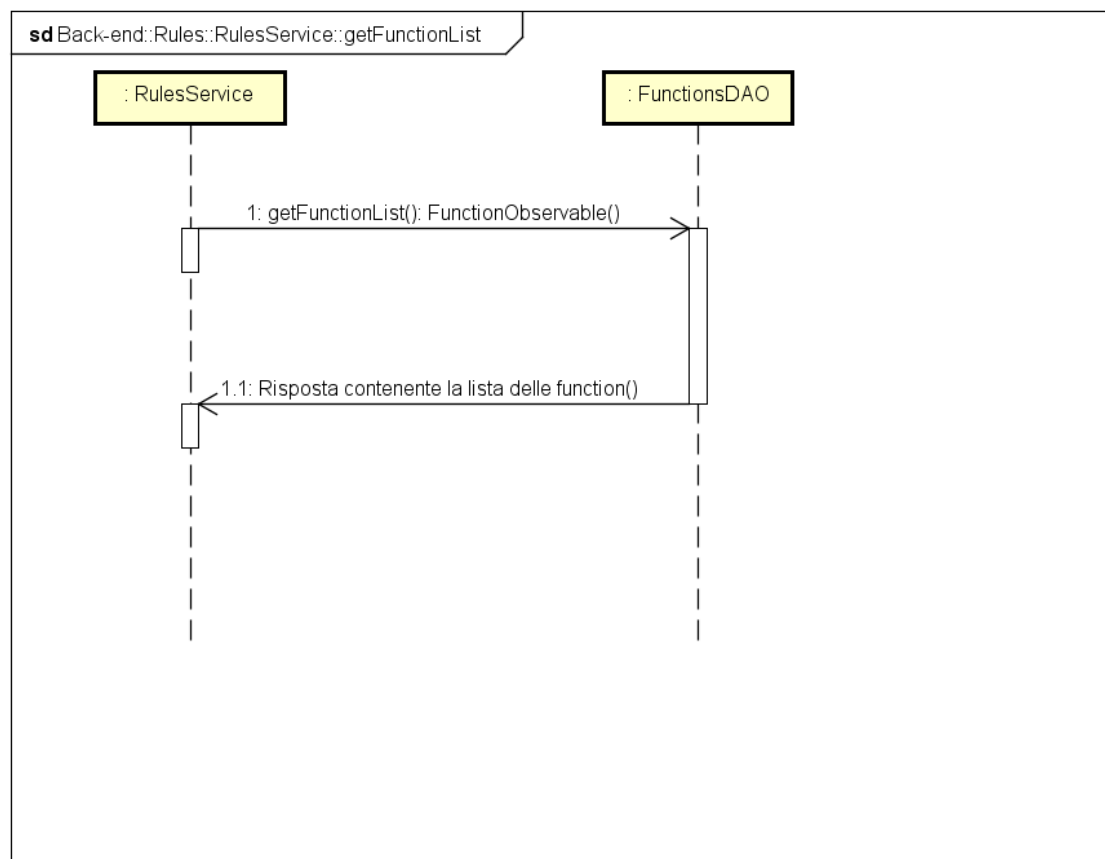 sd Back-end::Rules::RulesService::getFunctionList
: RulesService
: FunctionsDAO
1: getFunctionList(): FunctionObservable()
1.1: Risposta contenente la lista delle function()